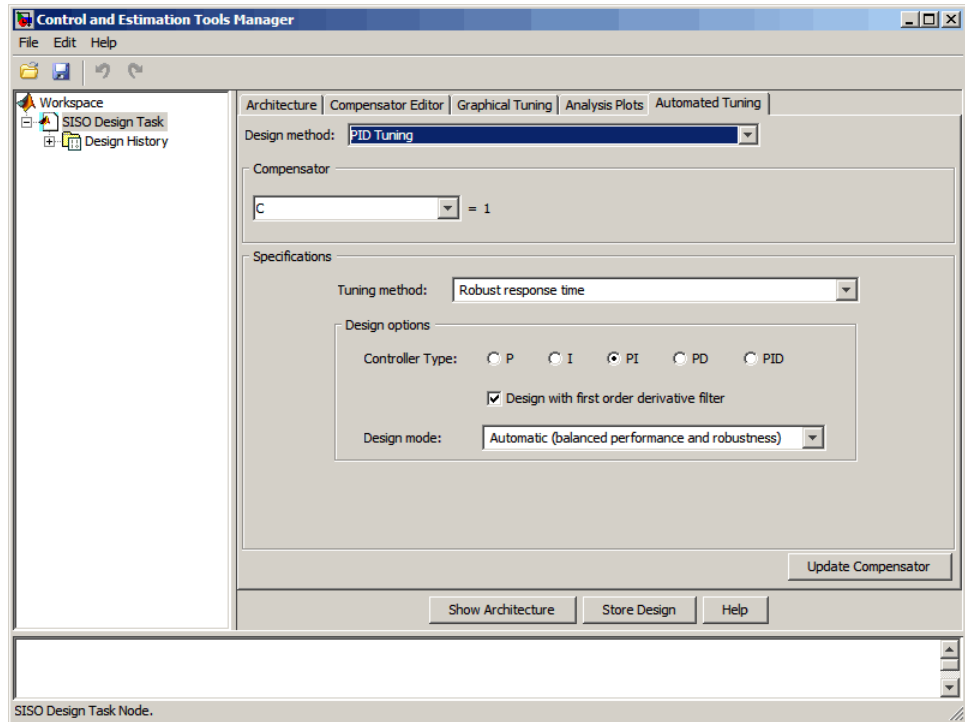 Control and Estimation Tools Manager
File Edit Help
Workspace
SISO Design Task
Design History
Architecture Compensator Editor Graphical Tuning Analysis Plots Automated Tuning
Design method: PID Tuning
Compensator
C = 1
Specifications
Tuning method: Robust response time
Design options
Controller Type: P I PI PD PID
Design with first order derivative filter
Design mode: Automatic (balanced performance and robustness)
Update Compensator
Show Architecture Store Design Help
SISO Design Task Node.